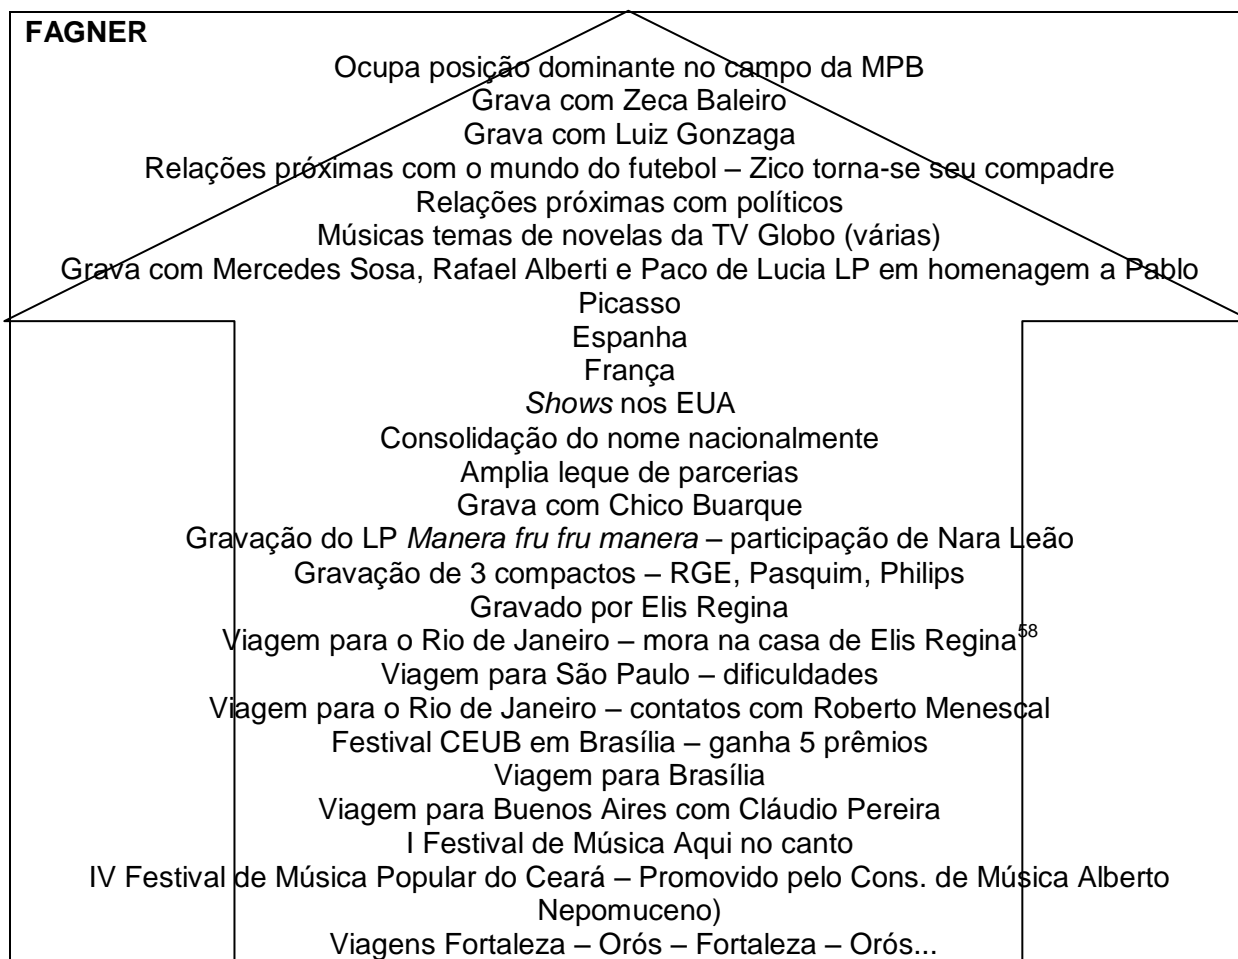 FAGNER
Ocupa posição dominante no campo da MPB
Grava com Zeca Baleiro
Grava com Luiz Gonzaga
Relações próximas com o mundo do futebol – Zico torna-se seu compadre
Relações próximas com políticos
Músicas temas de novelas da TV Globo (várias)
Grava com Mercedes Sosa, Rafael Alberti e Paco de Lucia LP em homenagem a Pablo
Picasso
Espanha
França
Shows nos EUA
Consolidação do nome nacionalmente
Amplia leque de parcerias
Grava com Chico Buarque
Gravação do LP Manera fru fru manera – participação de Nara Leão
Gravação de 3 compactos – RGE, Pasquim, Philips
Gravado por Elis Regina
Viagem para o Rio de Janeiro – mora na casa de Elis Regina58
Viagem para São Paulo – dificuldades
Viagem para o Rio de Janeiro – contatos com Roberto Menescal
Festival CEUB em Brasília – ganha 5 prêmios
Viagem para Brasília
Viagem para Buenos Aires com Cláudio Pereira
I Festival de Música Aqui no canto
IV Festival de Música Popular do Ceará – Promovido pelo Cons. de Música Alberto
Nepomuceno)
Viagens Fortaleza – Orós – Fortaleza – Orós...